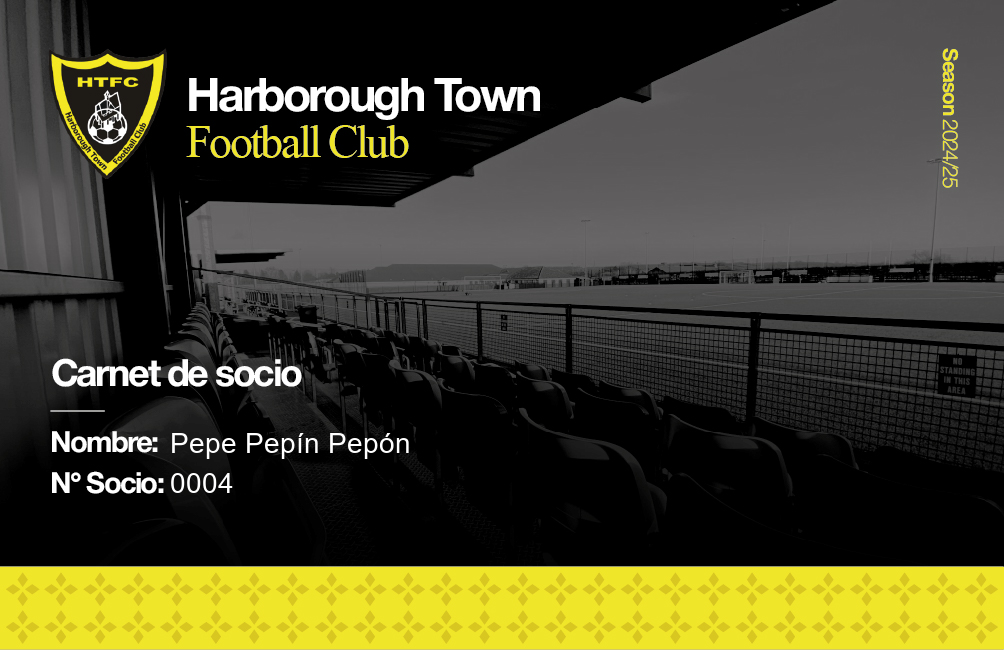 HTFC
Harborough Town Football Club
Harborough Town
Football Club
Season 2024/25
NO
STANDING
IN THIS
AREA
Carnet de socio
Nombre: Pepe Pepín Pepón
N° Socio: 0004